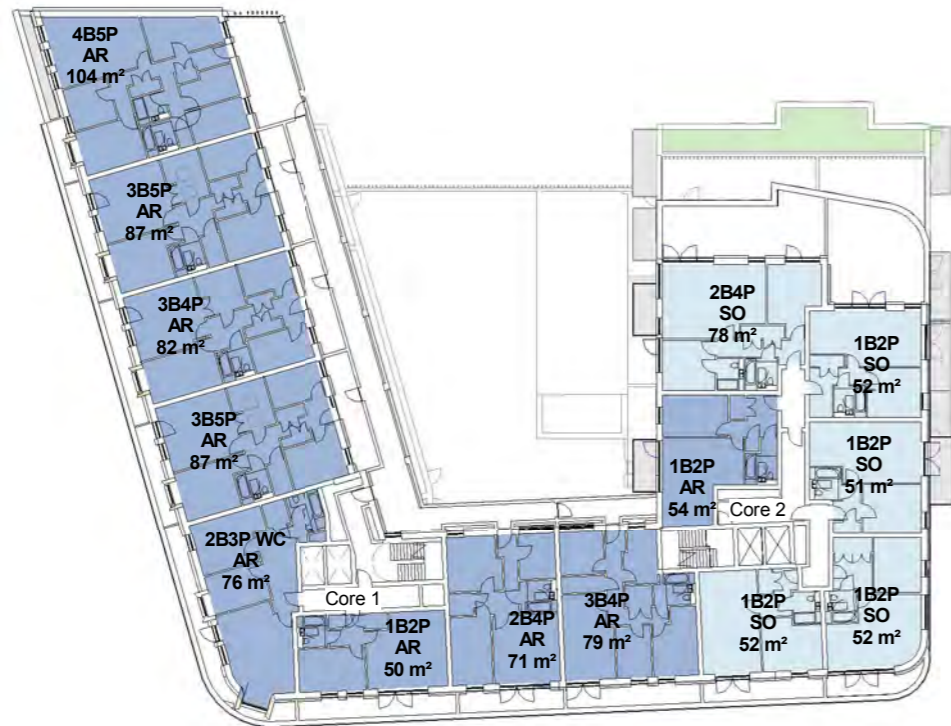 4B5P
AR
104 m²
3B5P
AR
87 m²
3B4P
AR
82 m²
3B5P
AR
87 m²
2B3P WC
AR
76 m²
Core 1
1B2P
AR
50 m²
2B4P
AR
71 m²
3B4P
AR
79 m²
2B4P
SO
78 m²
1B2P
SO
52 m²
1B2P
AR
54 m²
Core 2
1B2P
SO
51 m²
1B2P
SO
52 m²
1B2P
SO
52 m²